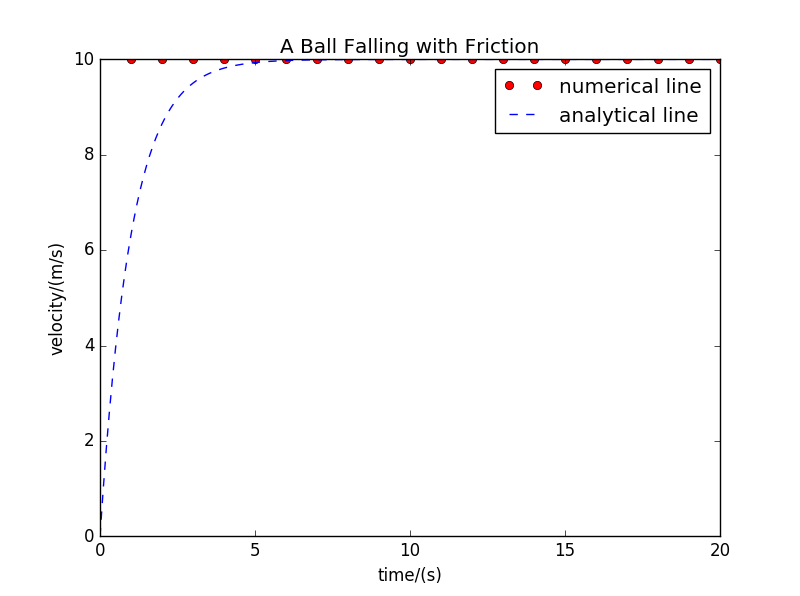 A Ball Falling with Friction
10
numerical line
analytical line
8
6
velocity/(m/s)
4
2
0
0 5 10 15 20
time/(s)